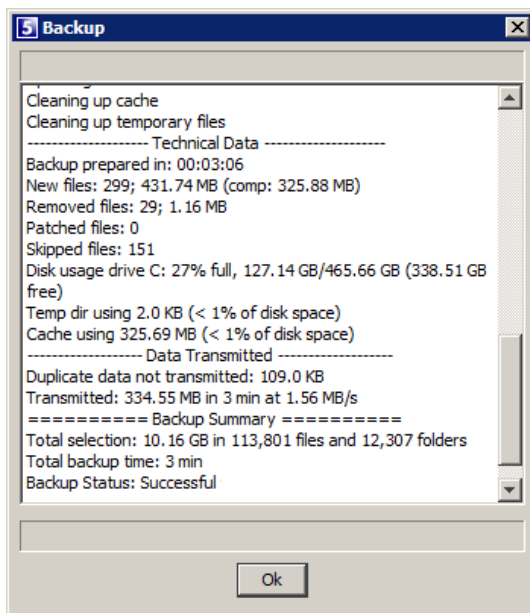 5 Backup
Cleaning up cache
Cleaning up temporary files
--------------------- Technical Data ---------------------
Backup prepared in: 00:03:06
New files: 299; 431.74 MB (comp: 325.88 MB)
Removed files: 29; 1.16 MB
Patched files: 0
Skipped files: 151
Disk usage drive C: 27% full, 127.14 GB/465.66 GB (338.51 GB
free)
Temp dir using 2.0 KB (< 1% of disk space)
Cache using 325.69 MB (< 1% of disk space)
-------------------- Data Transmitted --------------------
Duplicate data not transmitted: 109.0 KB
Transmitted: 334.55 MB in 3 min at 1.56 MB/s
========== Backup Summary ==========
Total selection: 10.16 GB in 113,801 files and 12,307 folders
Total backup time: 3 min
Backup Status: Successful
Ok